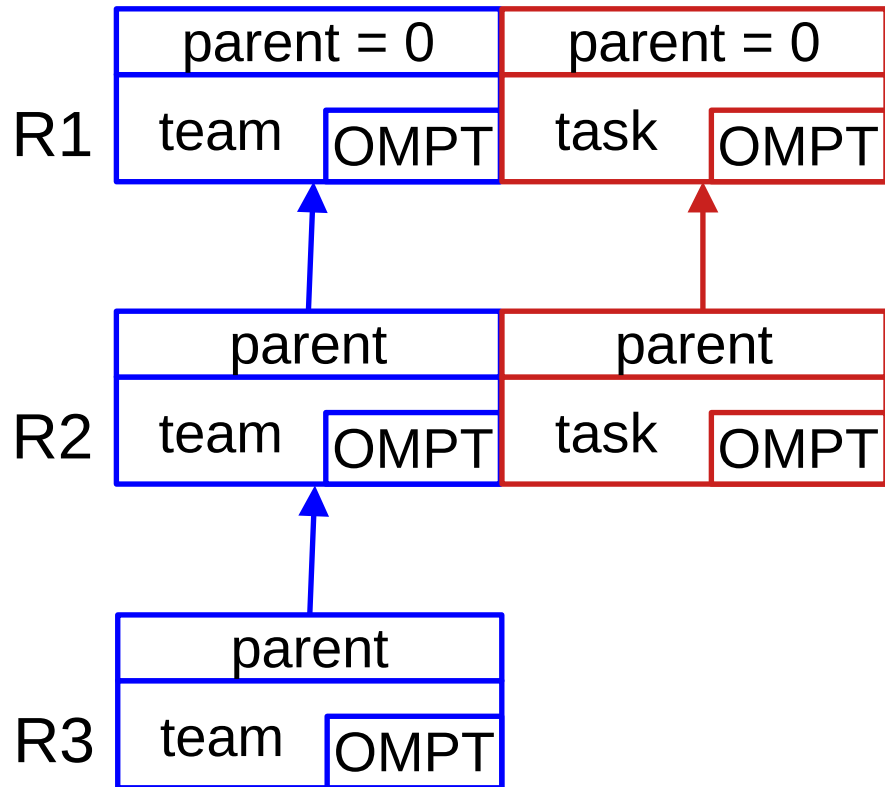 parent = 0 parent = 0
R1 team OMPT task OMPT
parent parent
R2 team OMPT task OMPT
parent
R3 team OMPT